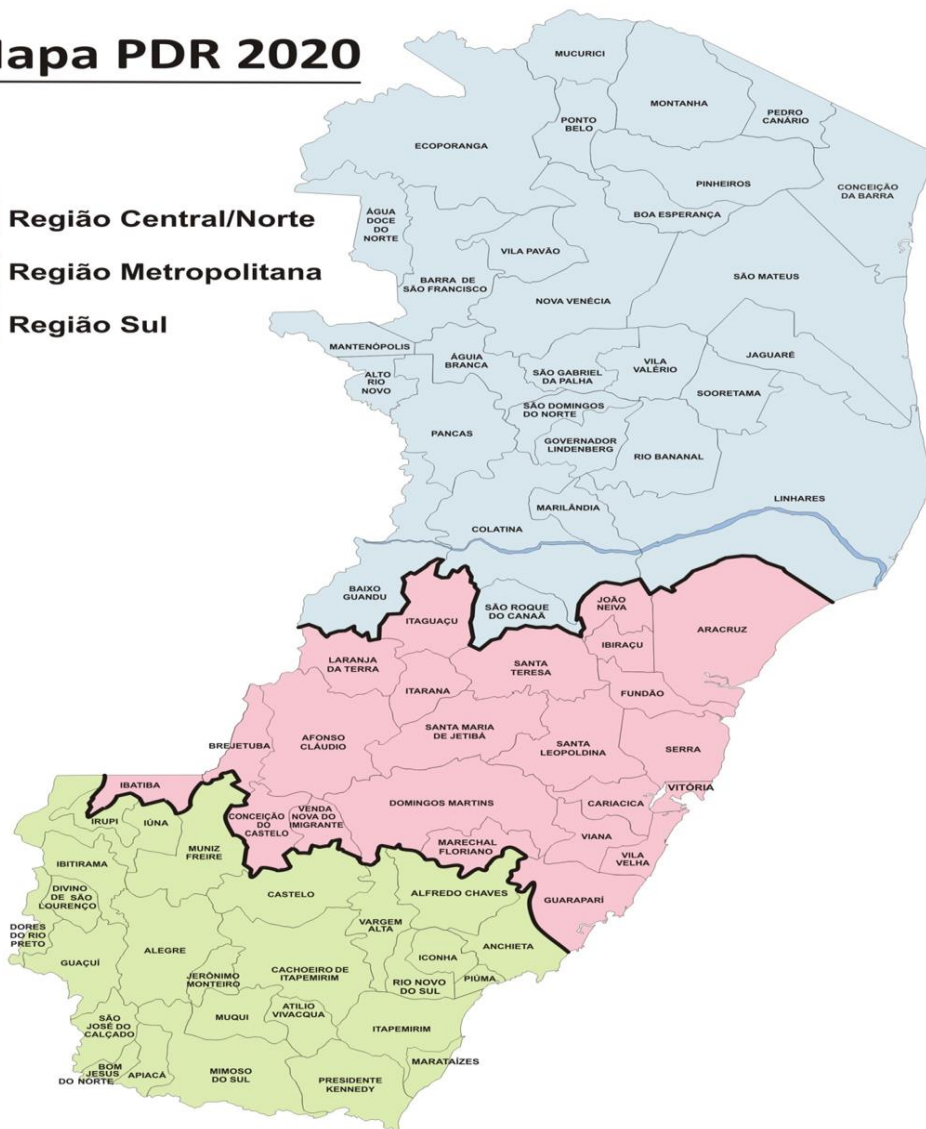 lapa PDR 2020
Região Central/Norte
Região Metropolitana
Região Sul
MUCURICI
MONTANHA
PEDRO
CANÁRIO
PONTO
BELO
ECOPORANGA
PINHEIROS
CONCEIÇÃO
DA BARRA
ÁGUA
DOCE
DO
NORTE
BOA ESPERANÇA
VILA PAVÃO
BARRA DE
SÃO FRANCISCO
SÃO MATEUS
NOVA VENÉCIA
MANTENÓPOLIS
ÁGUIA
BRANCA
JAGUARÉ
ALTO
RIO
NOVO
SÃO GABRIEL
DA PALHA
VILA
VALÉRIO
SOORETAMA
SÃO DOMINGOS
DO NORTE
PANCAS
GOVERNADOR
LINDENBERG
RIO BANANAL
LINHARES
MARILÂNDIA
COLATINA
BAIXO
GUANDU
SÃO ROQUE
DO CANAÃ
JOÃO
NEIVA
ITAGUAÇU
ARACRUZ
IBIRAÇU
LARANJA
DA TERRA
SANTA
TERESA
ITARANA
FUNDÃO
SANTA MARIA
DE JETIBÁ
BREJETUBA
AFONSO
CLÁUDIO
SANTA
LEOPOLDINA
SERRA
IBATIBA
VITÓRIA
DOMINGOS MARTINS
CARIACICA
CONCEIÇÃO
DO
CASTELO
VENDA
NOVA DO
IMIGRANTE
IRUPI
IÚNA
VIANA
MARECHAL
FLORIANO
MUNIZ
FREIRE
VILA
VELHA
IBITIRAMA
CASTELO
ALFREDO CHAVES
GUARAPARÍ
DIVINO
DE SÃO
LOURENÇO
VARGEM
ALTA
DORES
DO RIO
PRETO
ANCHIETA
ALEGRE
ICONHA
GUAÇUÍ
CACHOEIRO DE
ITAPEMIRIM
JERÔNIMO
MONTEIRO
RIO NOVO
DO SUL
PIÚMA
SÃO
JOSÉ DO
CALÇADO
MUQUI
ATILIO
VIVACQUA
ITAPEMIRIM
MARATAÍZES
BOM
JESUS
DO NORTE
APIACÁ
MIMOSO
DO SUL
PRESIDENTE
KENNEDY